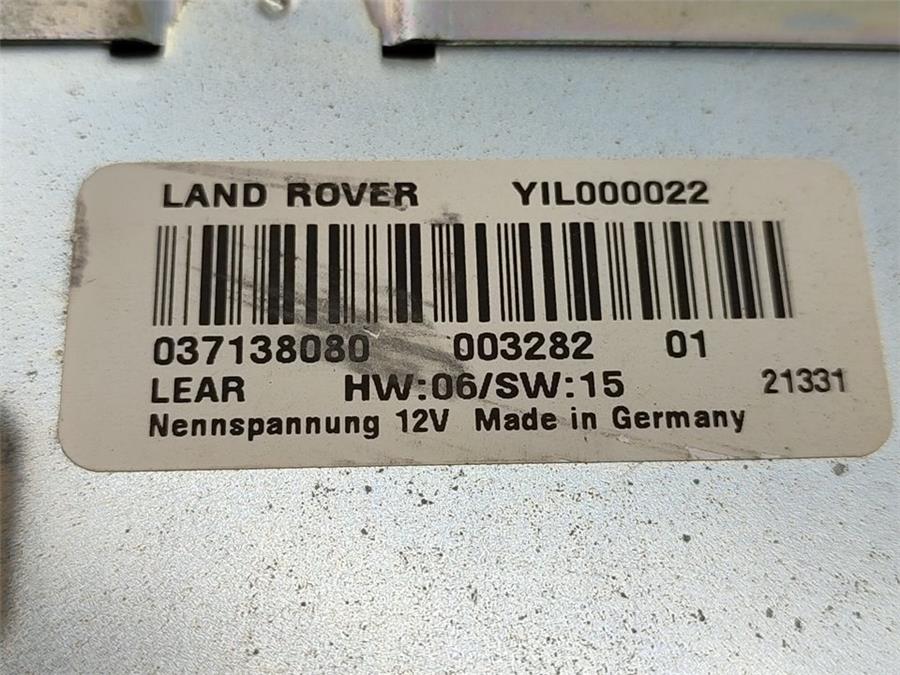 LAND ROVER YIL000022
037138080 003282 01
LEAR HW:06/SW:15 21331
Nennspannung 12V Made in Germany